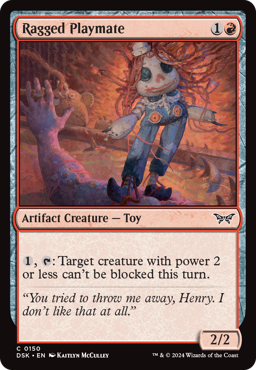 Ragged Playmate 1
Artifact Creature — Toy
1, : Target creature with power 2
or less can't be blocked this turn.
"You tried to throw me away, Henry. I
don't like that at all."
2/2
C 0150
DSK • EN KAITLYN MCCULLEY
™ & © 2024 Wizards of the Coast